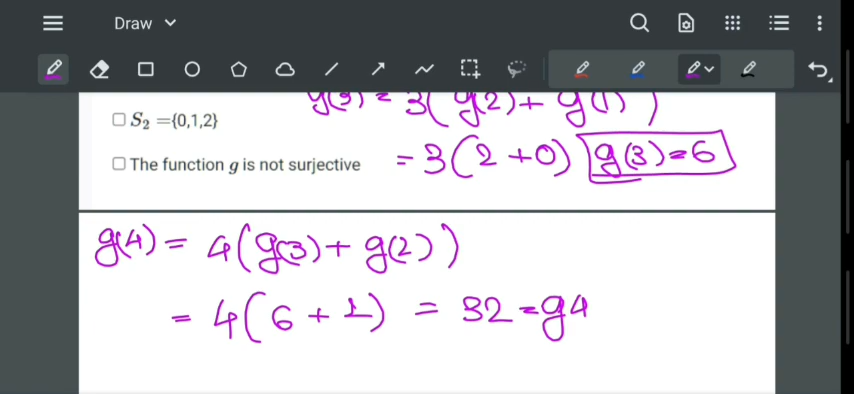 Draw
g(3) = 3(g(2) + g(1))
☐ S₂ ={0,1,2}
= 3(2+0) g(3)=6
☐ The function g is not surjective
g(4) = 4(g(3) + g(2))
= 4(6 + 2) = 32 = g4